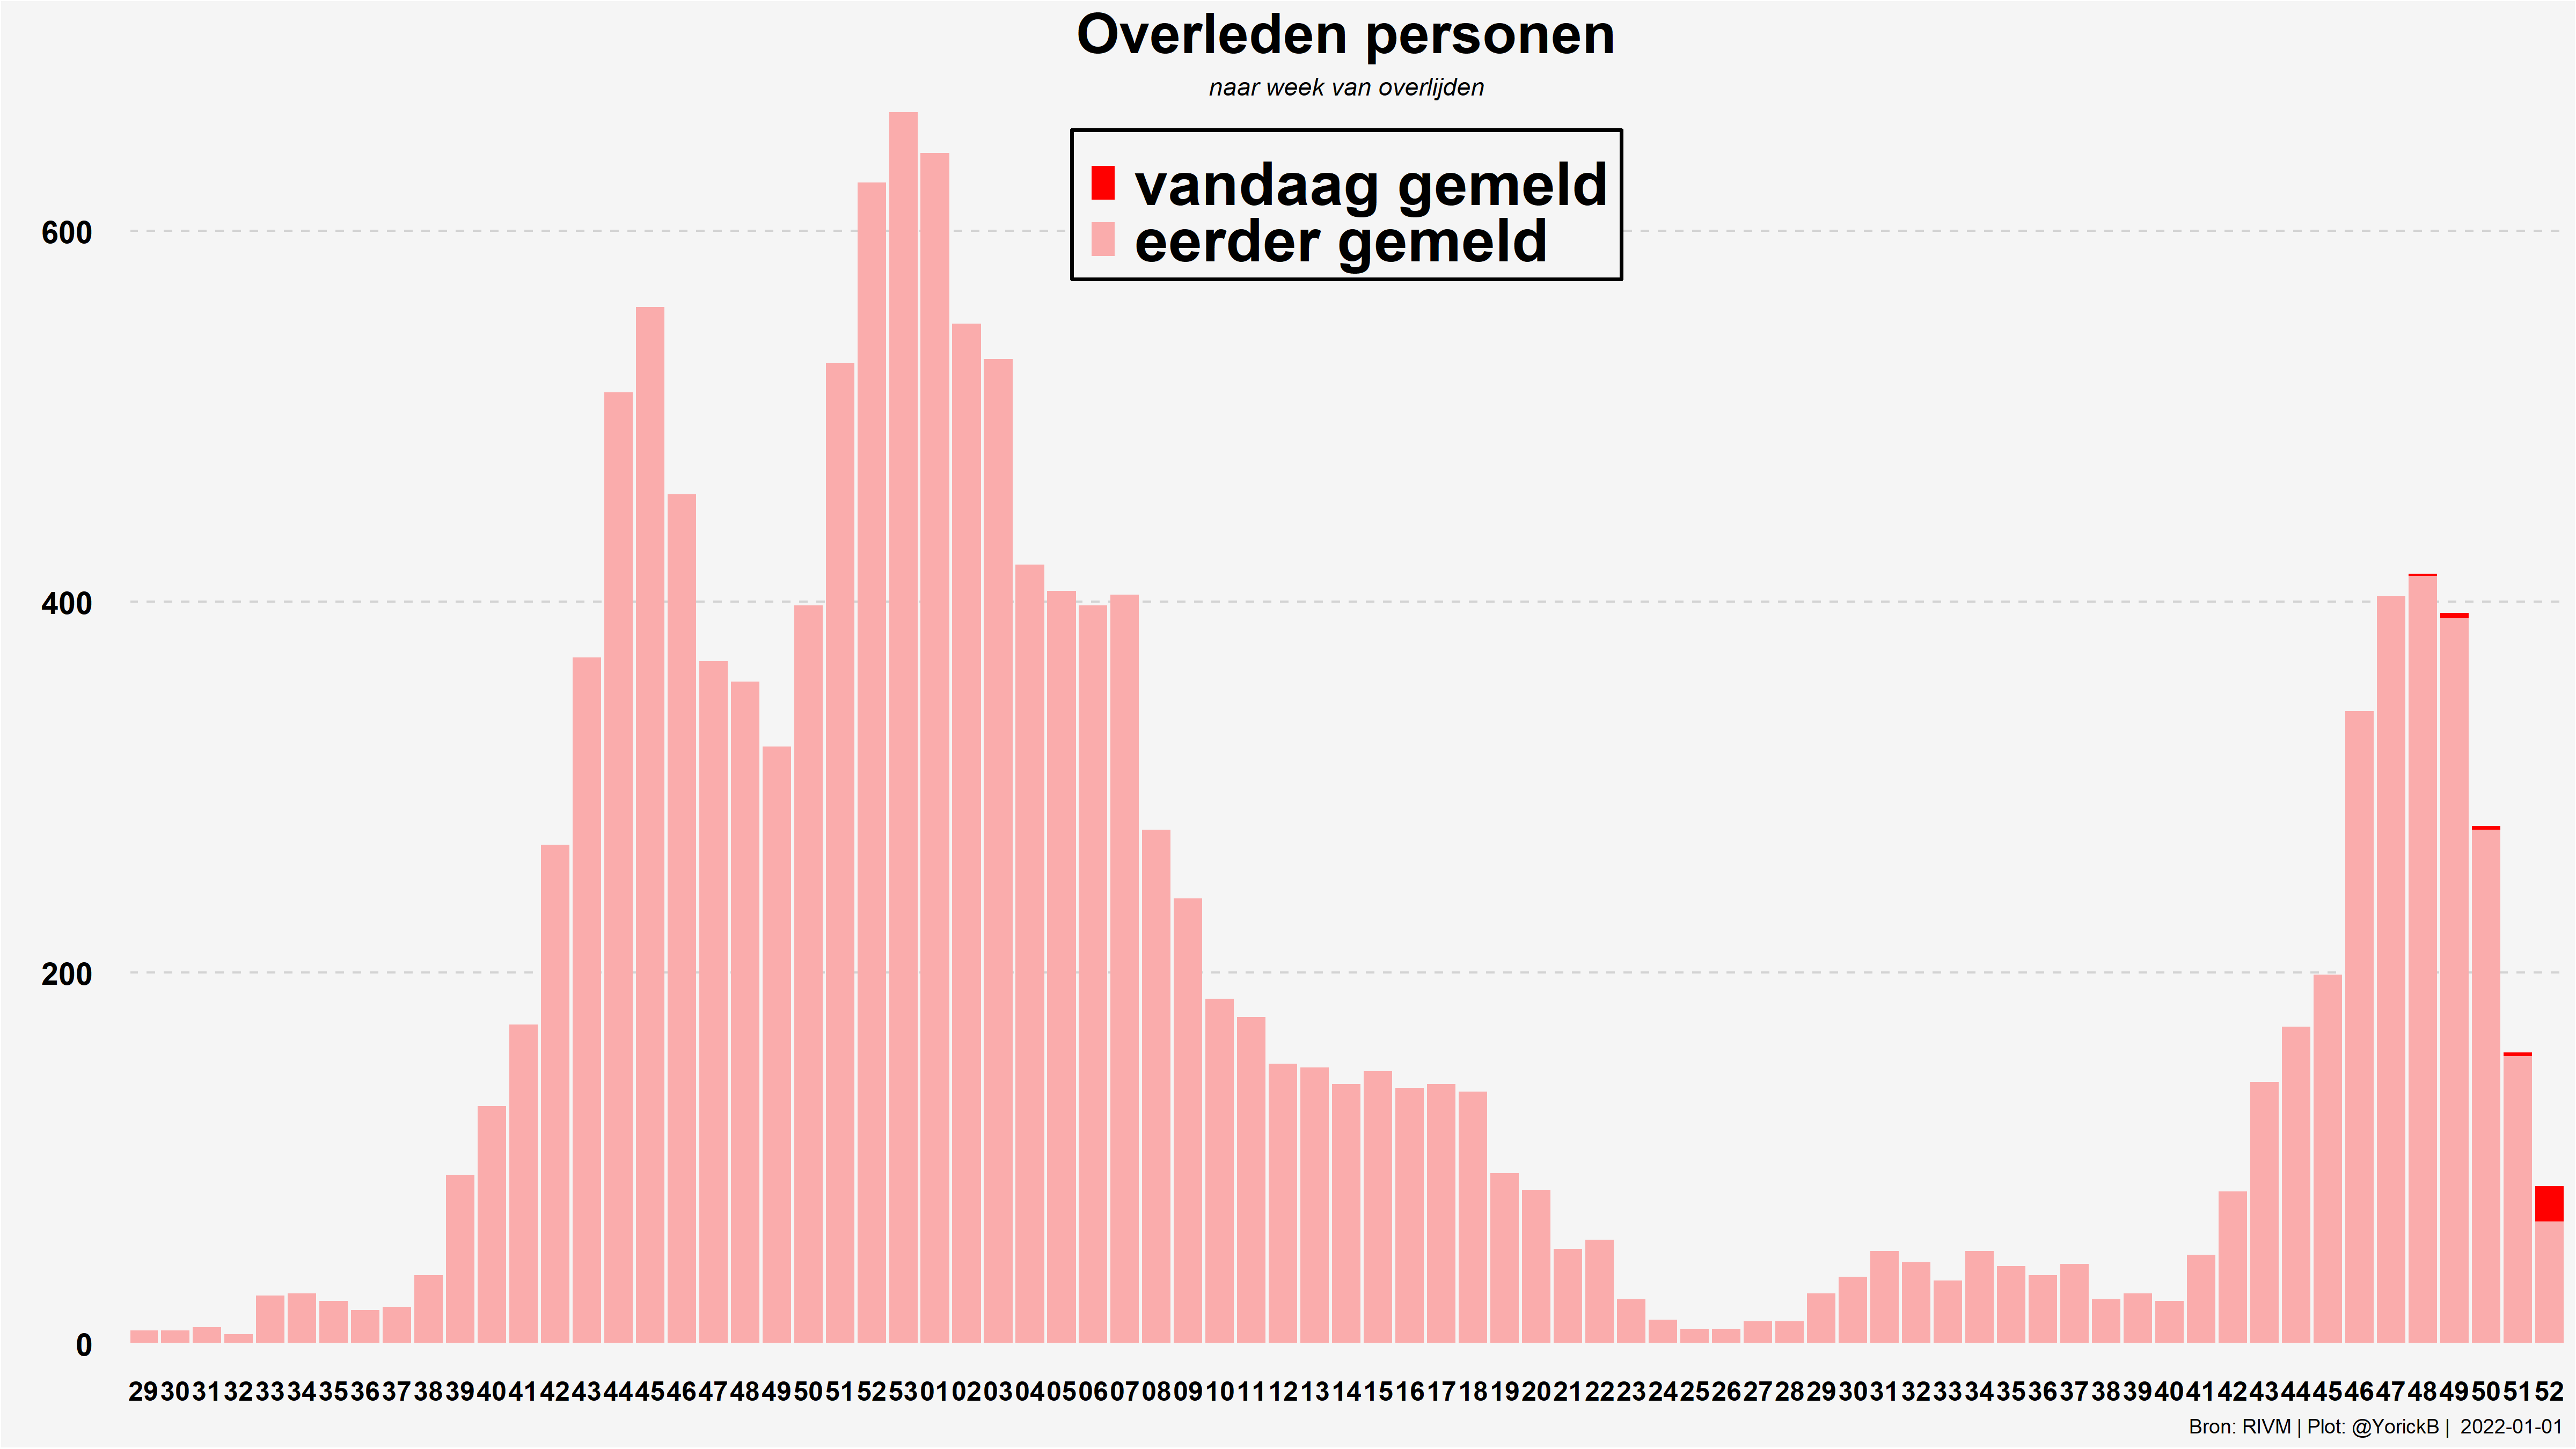 Overleden personen
naar week van overlijden
vandaag gemeld
eerder gemeld
600
400
200
0
29 30 31 32 33 34 35 36 37 38 39 40 41 42 43 44 45 46 47 48 49 50 51 52 53 01 02 03 04 05 06 07 08 09 10 11 12 13 14 15 16 17 18 19 20 21 22 23 24 25 26 27 28 29 30 31 32 33 34 35 36 37 38 39 40 41 42 43 44 45 46 47 48 49 50 51 52
Bron: RIVM | Plot: @YorickB | 2022-01-01